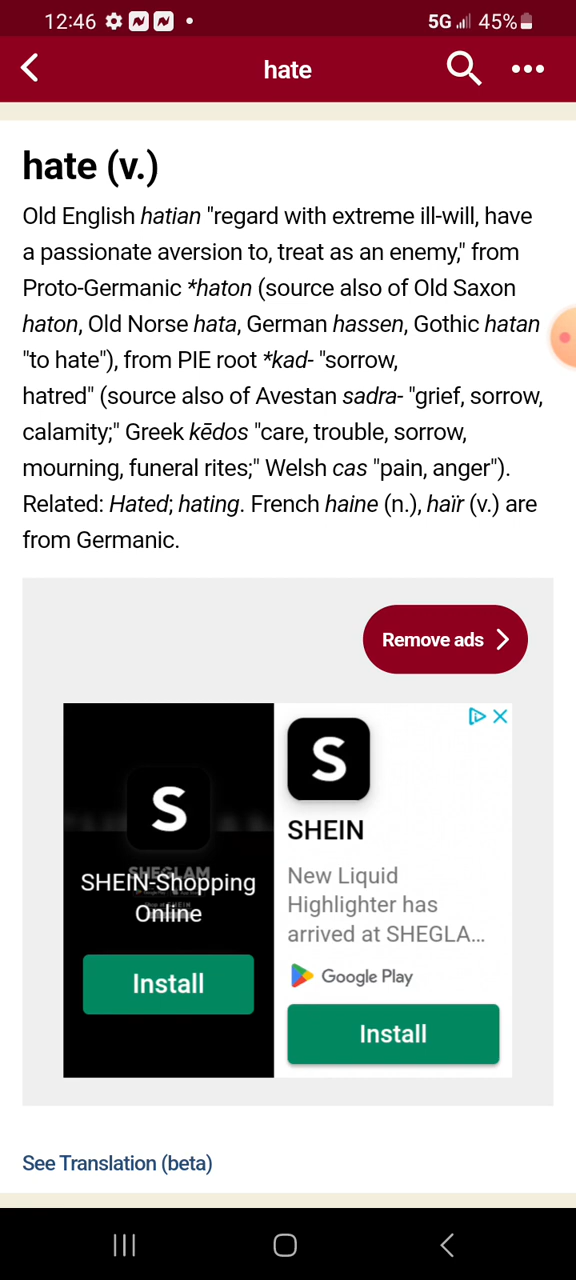 12:46
5G 45%
hate
hate (v.)
Old English hatian "regard with extreme ill-will, have
a passionate aversion to, treat as an enemy," from
Proto-Germanic *haton (source also of Old Saxon
haton, Old Norse hata, German hassen, Gothic hatan
"to hate"), from PIE root *kad- "sorrow,
hatred" (source also of Avestan sadra- "grief, sorrow,
calamity;" Greek kēdos "care, trouble, sorrow,
mourning, funeral rites;" Welsh cas "pain, anger").
Related: Hated; hating. French haine (n.), haïr (v.) are
from Germanic.
Remove ads
S
SHEGLAM
SHEIN-Shopping
Online
Install
S
SHEIN
New Liquid
Highlighter has
arrived at SHEGLA...
Google Play
Install
See Translation (beta)